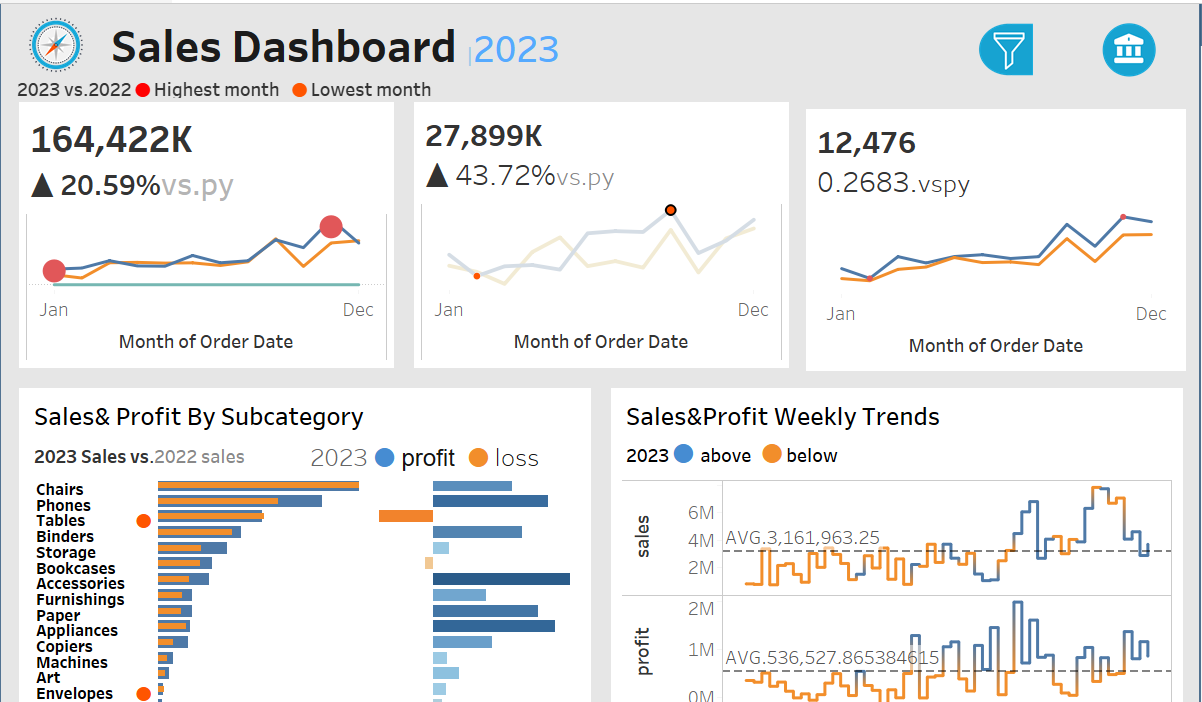 Sales Dashboard |2023
2023 vs.2022 Highest month Lowest month
164,422K
▲ 20.59%vs.py
Jan Dec
Month of Order Date
27,899K
▲ 43.72%vs.py
Jan Dec
Month of Order Date
12,476
0.2683.vspy
Jan Dec
Month of Order Date
Sales& Profit By Subcategory
2023 Sales vs.2022 sales
2023 profit loss
Chairs
Phones
Tables
Binders
Storage
Bookcases
Accessories
Furnishings
Paper
Appliances
Copiers
Machines
Art
Envelopes
Sales&Profit Weekly Trends
2023 above below
sales
6M
4M
2M
AVG.3,161,963.25
profit
2M
1M
0M
AVG.536,527.865384615